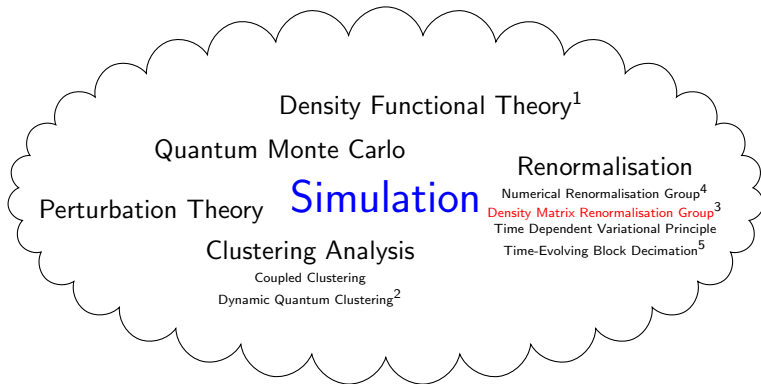 Density Functional Theory¹
Quantum Monte Carlo
Renormalisation
Simulation
Numerical Renormalisation Group⁴
Perturbation Theory
Density Matrix Renormalisation Group³
Time Dependent Variational Principle
Clustering Analysis
Time-Evolving Block Decimation⁵
Coupled Clustering
Dynamic Quantum Clustering²